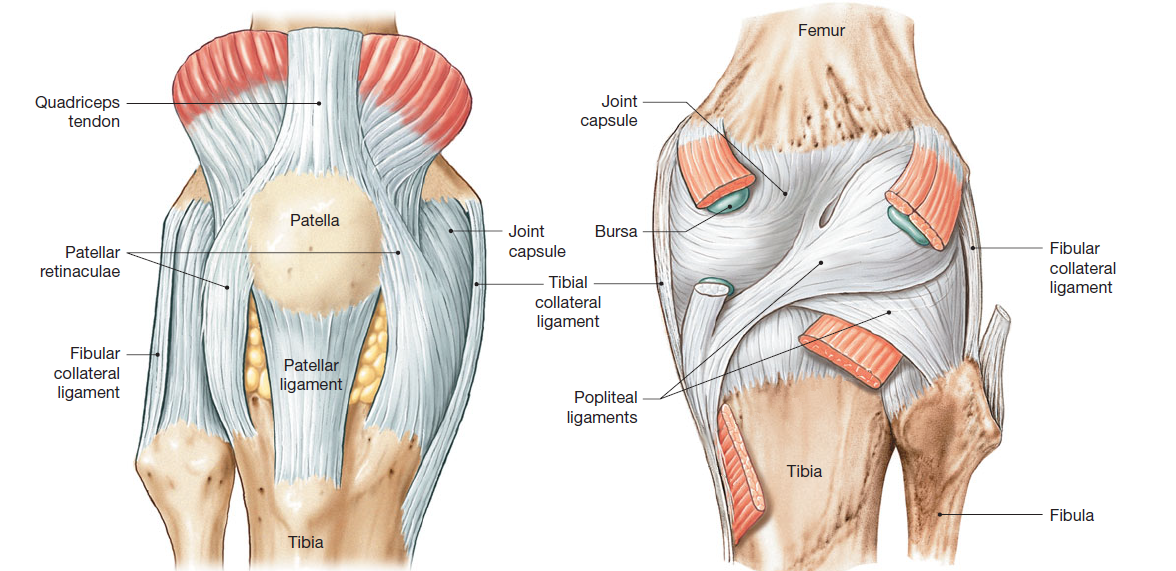 Quadriceps
tendon
Patella
Patellar
retinaculae
Joint
capsule
Tibial
collateral
ligament
Fibular
collateral
ligament
Patellar
ligament
Tibia
Femur
Joint
capsule
Bursa
Fibular
collateral
ligament
Popliteal
ligaments
Tibia
Fibula